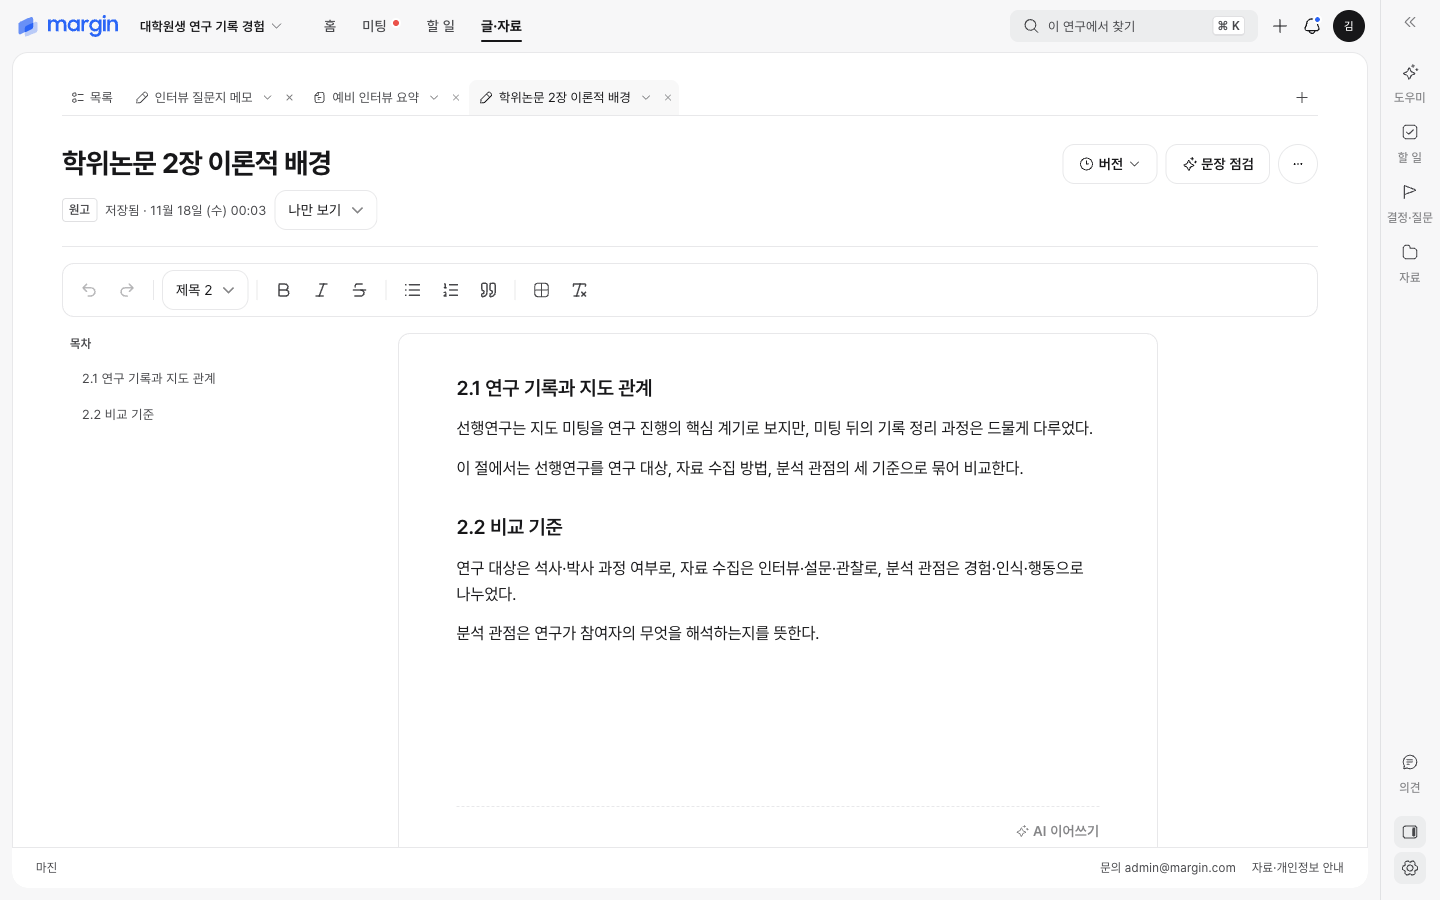 margin
대학원생 연구 기록 경험
홈
미팅
할 일
글·자료
이 연구에서 찾기
⌘ K
김
목록
인터뷰 질문지 메모
예비 인터뷰 요약
학위논문 2장 이론적 배경
학위논문 2장 이론적 배경
버전
문장 점검
원고
저장됨 · 11월 18일 (수) 00:03
나만 보기
제목 2
목차
2.1 연구 기록과 지도 관계
2.2 비교 기준
2.1 연구 기록과 지도 관계
선행연구는 지도 미팅을 연구 진행의 핵심 계기로 보지만, 미팅 뒤의 기록 정리 과정은 드물게 다루었다.
이 절에서는 선행연구를 연구 대상, 자료 수집 방법, 분석 관점의 세 기준으로 묶어 비교한다.
2.2 비교 기준
연구 대상은 석사·박사 과정 여부로, 자료 수집은 인터뷰·설문·관찰로, 분석 관점은 경험·인식·행동으로
나누었다.
분석 관점은 연구가 참여자의 무엇을 해석하는지를 뜻한다.
AI 이어쓰기
도우미
할 일
결정·질문
자료
의견
마진
문의 admin@margin.com
자료·개인정보 안내